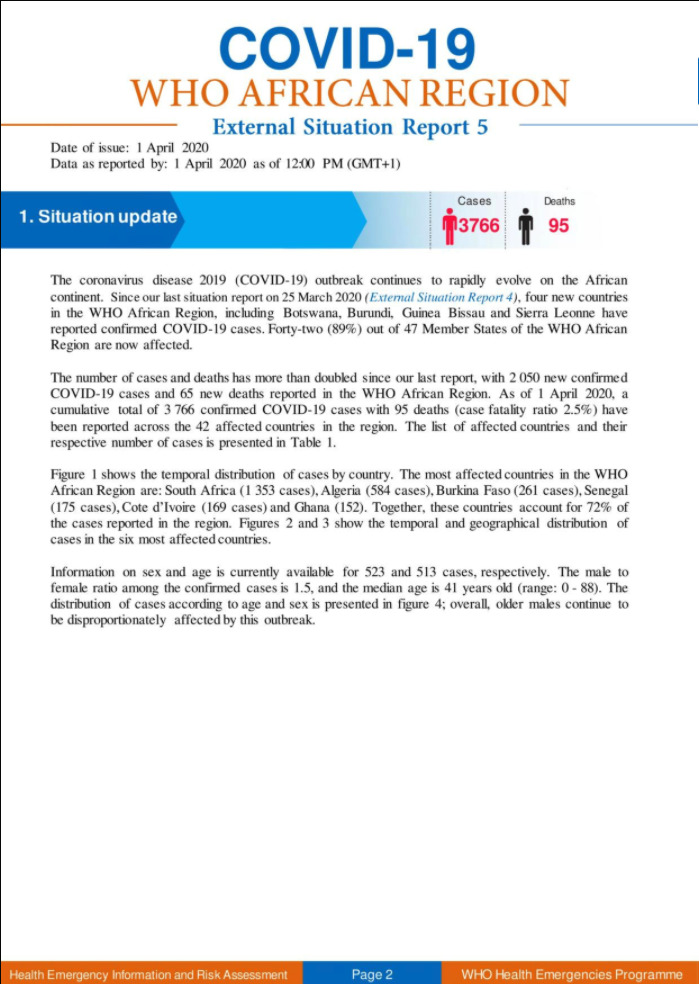 COVID-19
WHO AFRICAN REGION
External Situation Report 5
Date of issue: 1 April 2020
Data as reported by: 1 April 2020 as of 12:00 PM (GMT+1)
1. Situation update
Cases
3766
Deaths
95
The coronavirus disease 2019 (COVID-19) outbreak continues to rapidly evolve on the African
continent. Since our last situation report on 25 March 2020 (External Situation Report 4), four new countries
in the WHO African Region, including Botswana, Burundi, Guinea Bissau and Sierra Leonne have
reported confirmed COVID-19 cases. Forty-two (89%) out of 47 Member States of the WHO African
Region are now affected.
The number of cases and deaths has more than doubled since our last report, with 2 050 new confirmed
COVID-19 cases and 65 new deaths reported in the WHO African Region. As of 1 April 2020, a
cumulative total of 3 766 confirmed COVID-19 cases with 95 deaths (case fatality ratio 2.5%) have
been reported across the 42 affected countries in the region. The list of affected countries and their
respective number of cases is presented in Table 1.
Figure 1 shows the temporal distribution of cases by country. The most affected countries in the WHO
African Region are: South Africa (1 353 cases), Algeria (584 cases), Burkina Faso (261 cases), Senegal
(175 cases), Cote d'Ivoire (169 cases) and Ghana (152). Together, these countries account for 72% of
the cases reported in the region. Figures 2 and 3 show the temporal and geographical distribution of
cases in the six most affected countries.
Information on sex and age is currently available for 523 and 513 cases, respectively. The male to
female ratio among the confirmed cases is 1.5, and the median age is 41 years old (range: 0 - 88). The
distribution of cases according to age and sex is presented in figure 4; overall, older males continue to
be disproportionately affected by this outbreak.
Health Emergency Information and Risk Assessment
Page 2
WHO Health Emergencies Programme